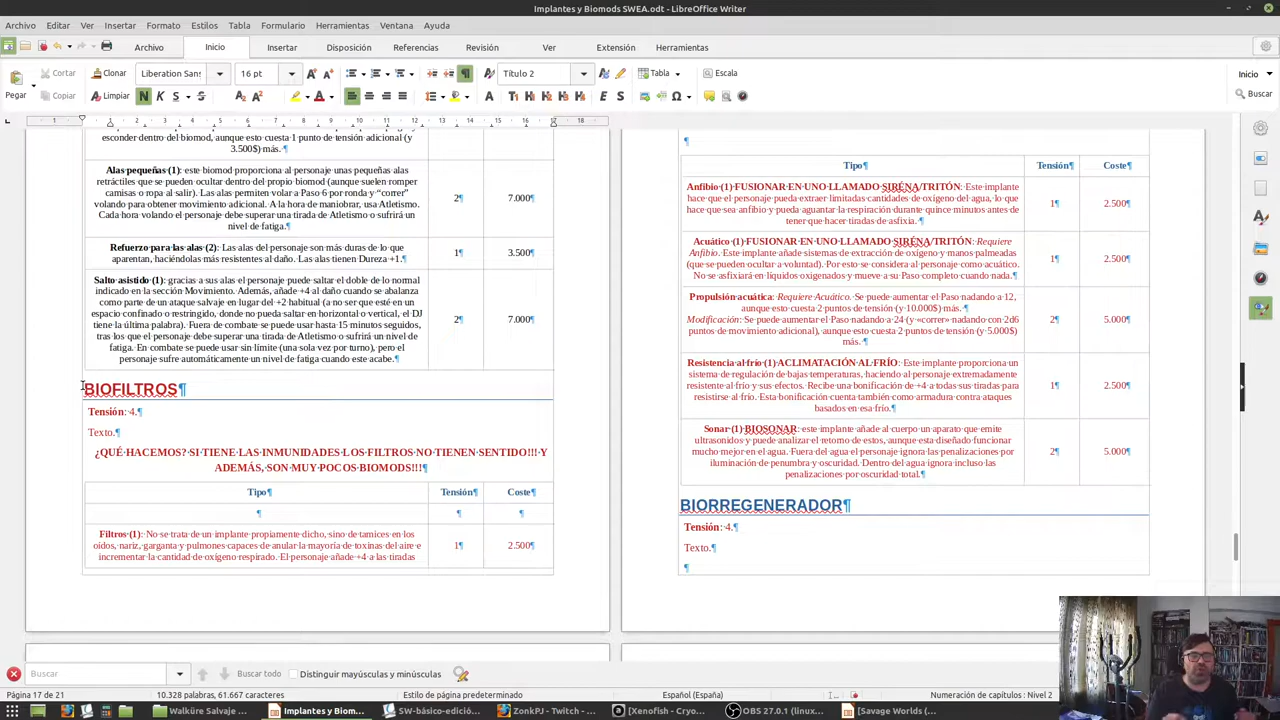 Implantes y Biomods SWEA.odt - LibreOffice Writer
Archivo Editar Ver Insertar Formato Estilos Tabla Formulario Herramientas Ventana Ayuda
Archivo Inicio Insertar Disposición Referencias Revisión Ver Extensión Herramientas
Pegar Cortar Copiar Clonar Limpiar
Liberation Sans 16 pt Título 2 Tabla Escala
Inicio
Buscar
esconder dentro del biomod, aunque esto cuesta 1 punto de tensión adicional (y
3.500$) más.¶
Alas pequeñas (1): este biomod proporciona al personaje unas pequeñas alas
retráctiles que se pueden ocultar dentro del propio biomod (aunque suelen romper
camisas o ropa al salir). Las alas permiten volar a Paso 6 por ronda y “correr”
volando para obtener movimiento adicional. A la hora de maniobrar, usa Atletismo.
Cada hora volando el personaje debe superar una tirada de Atletismo o sufrirá un
nivel de fatiga.¶
2¶
7.000¶
Refuerzo para las alas (2): Las alas del personaje son más duras de lo que
aparentan, haciéndolas más resistentes al daño. Las alas tienen Dureza +1.¶
1¶
3.500¶
Salto asistido (1): gracias a sus alas el personaje puede saltar el doble de lo normal
indicado en la sección Movimiento. Además, añade +4 al daño cuando se abalanza
como parte de un ataque salvaje en lugar del +2 habitual (a no ser que esté en un
espacio confinado o restringido, donde no pueda saltar en horizontal o vertical, el DJ
tiene la última palabra). Fuera de combate se puede usar hasta 15 minutos seguidos,
tras los que el personaje debe superar una tirada de Atletismo o sufrirá un nivel de
fatiga. En combate se puede usar sin límite (una sola vez por turno), pero el
personaje sufre automáticamente un nivel de fatiga cuando este acabe.¶
2¶
7.000¶
BIOFILTROS¶
Tensión: 4.¶
Texto.¶
¿QUÉ HACEMOS? SI TIENE LAS INMUNIDADES LOS FILTROS NO TIENEN SENTIDO!!! Y
ADEMÁS, SON MUY POCOS BIOMODS!!!¶
Tipo¶ Tensión¶ Coste¶
¶ ¶ ¶
Filtros (1): No se trata de un implante propiamente dicho, sino de tamices en los
oídos, nariz, garganta y pulmones capaces de anular la mayoría de toxinas del aire e
incrementar la cantidad de oxígeno respirado. El personaje añade +4 a las tiradas
1¶
2.500¶
¶
Tipo¶ Tensión¶ Coste¶
Anfibio (1) FUSIONAR EN UNO LLAMADO SIRÉNA/TRITÓN: Este implante
hace que el personaje pueda extraer limitadas cantidades de oxígeno del agua, lo que
hace que sea anfibio y pueda aguantar la respiración durante quince minutos antes de
tener que hacer tiradas de asfixia.¶
1¶
2.500¶
Acuático (1) FUSIONAR EN UNO LLAMADO SIRÉNA/TRITÓN: Requiere
Anfibio. Este implante añade sistemas de extracción de oxígeno y manos palmeadas
(que se pueden ocultar a voluntad). Por esto se considera al personaje como acuático.
No se asfixiará en líquidos oxigenados y mueve a su Paso completo cuando nada.¶
1¶
2.500¶
Propulsión acuática: Requiere Acuático. Se puede aumentar el Paso nadando a 12,
aunque esto cuesta 2 puntos de tensión (y 10.000$) más.¶
Modificación: Se puede aumentar el Paso nadando a 24 (y «correr» nadando con 2d6
puntos de movimiento adicional), aunque esto cuesta 2 puntos de tensión (y 5.000$)
más.¶
2¶
5.000¶
Resistencia al frío (1) ACLIMATACIÓN AL FRÍO: Este implante proporciona un
sistema de regulación de bajas temperaturas, haciendo al personaje extremadamente
resistente al frío y sus efectos. Recibe una bonificación de +4 a todas sus tiradas para
resistirse al frío. Esta bonificación cuenta también como armadura contra ataques
basados en esa frío.¶
1¶
2.500¶
Sonar (1) BIOSONAR: este implante añade al cuerpo un aparato que emite
ultrasonidos y puede analizar el retorno de estos, aunque esta diseñado funcionar
mucho mejor en el agua. Fuera del agua el personaje ignora las penalizaciones por
iluminación de penumbra y oscuridad. Dentro del agua ignora incluso las
penalizaciones por oscuridad total.¶
2¶
5.000¶
BIORREGENERADOR¶
Tensión: 4.¶
Texto.¶
¶
Buscar Buscar todo Distinguir mayúsculas y minúsculas
Página 17 de 21 10.328 palabras, 61.667 caracteres Estilo de página predeterminado Español (España) Numeración de capítulos : Nivel 2
Walküre Salvaje Implantes y Biom... SW-básico-edició... ZonkPJ - Twitch - ... [Xenofish - Cryo... OBS 27.0.1 (linux... [Savage Worlds (...